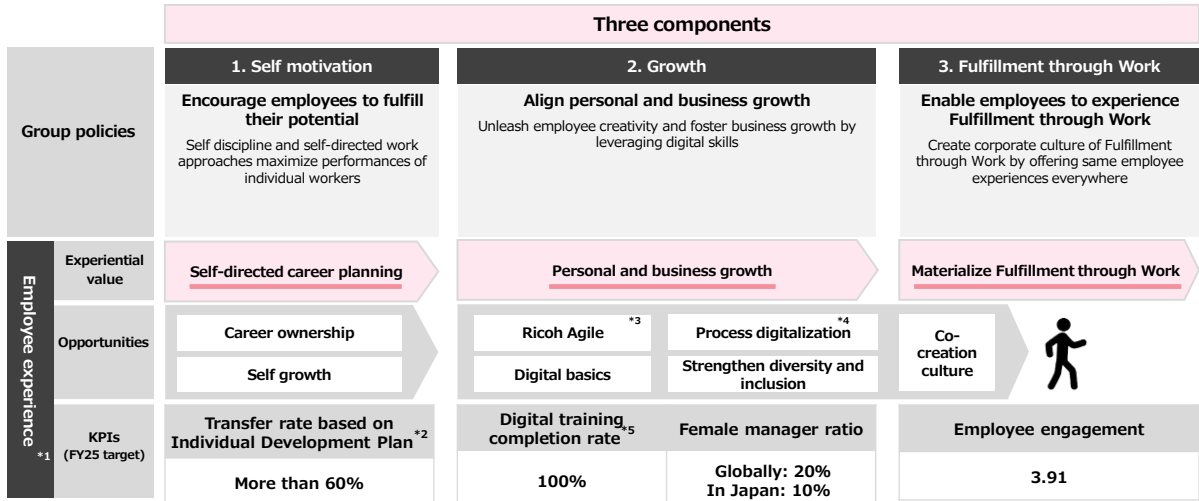 Three components
1. Self motivation
2. Growth
3. Fulfillment through Work
Group policies
Encourage employees to fulfill
their potential
Self discipline and self-directed work
approaches maximize performances of
individual workers
Align personal and business growth
Unleash employee creativity and foster business growth by
leveraging digital skills
Enable employees to experience
Fulfillment through Work
Create corporate culture of Fulfillment
through Work by offering same employee
experiences everywhere
Employee experience
*1
Experiential
value
Self-directed career planning
Personal and business growth
Materialize Fulfillment through Work
Opportunities
Career ownership
Self growth
Ricoh Agile *3
Digital basics
Process digitalization *4
Strengthen diversity and
inclusion
Co-
creation
culture
KPIs
(FY25 target)
Transfer rate based on
Individual Development Plan *2
More than 60%
Digital training
completion rate *5
100%
Female manager ratio
Globally: 20%
In Japan: 10%
Employee engagement
3.91